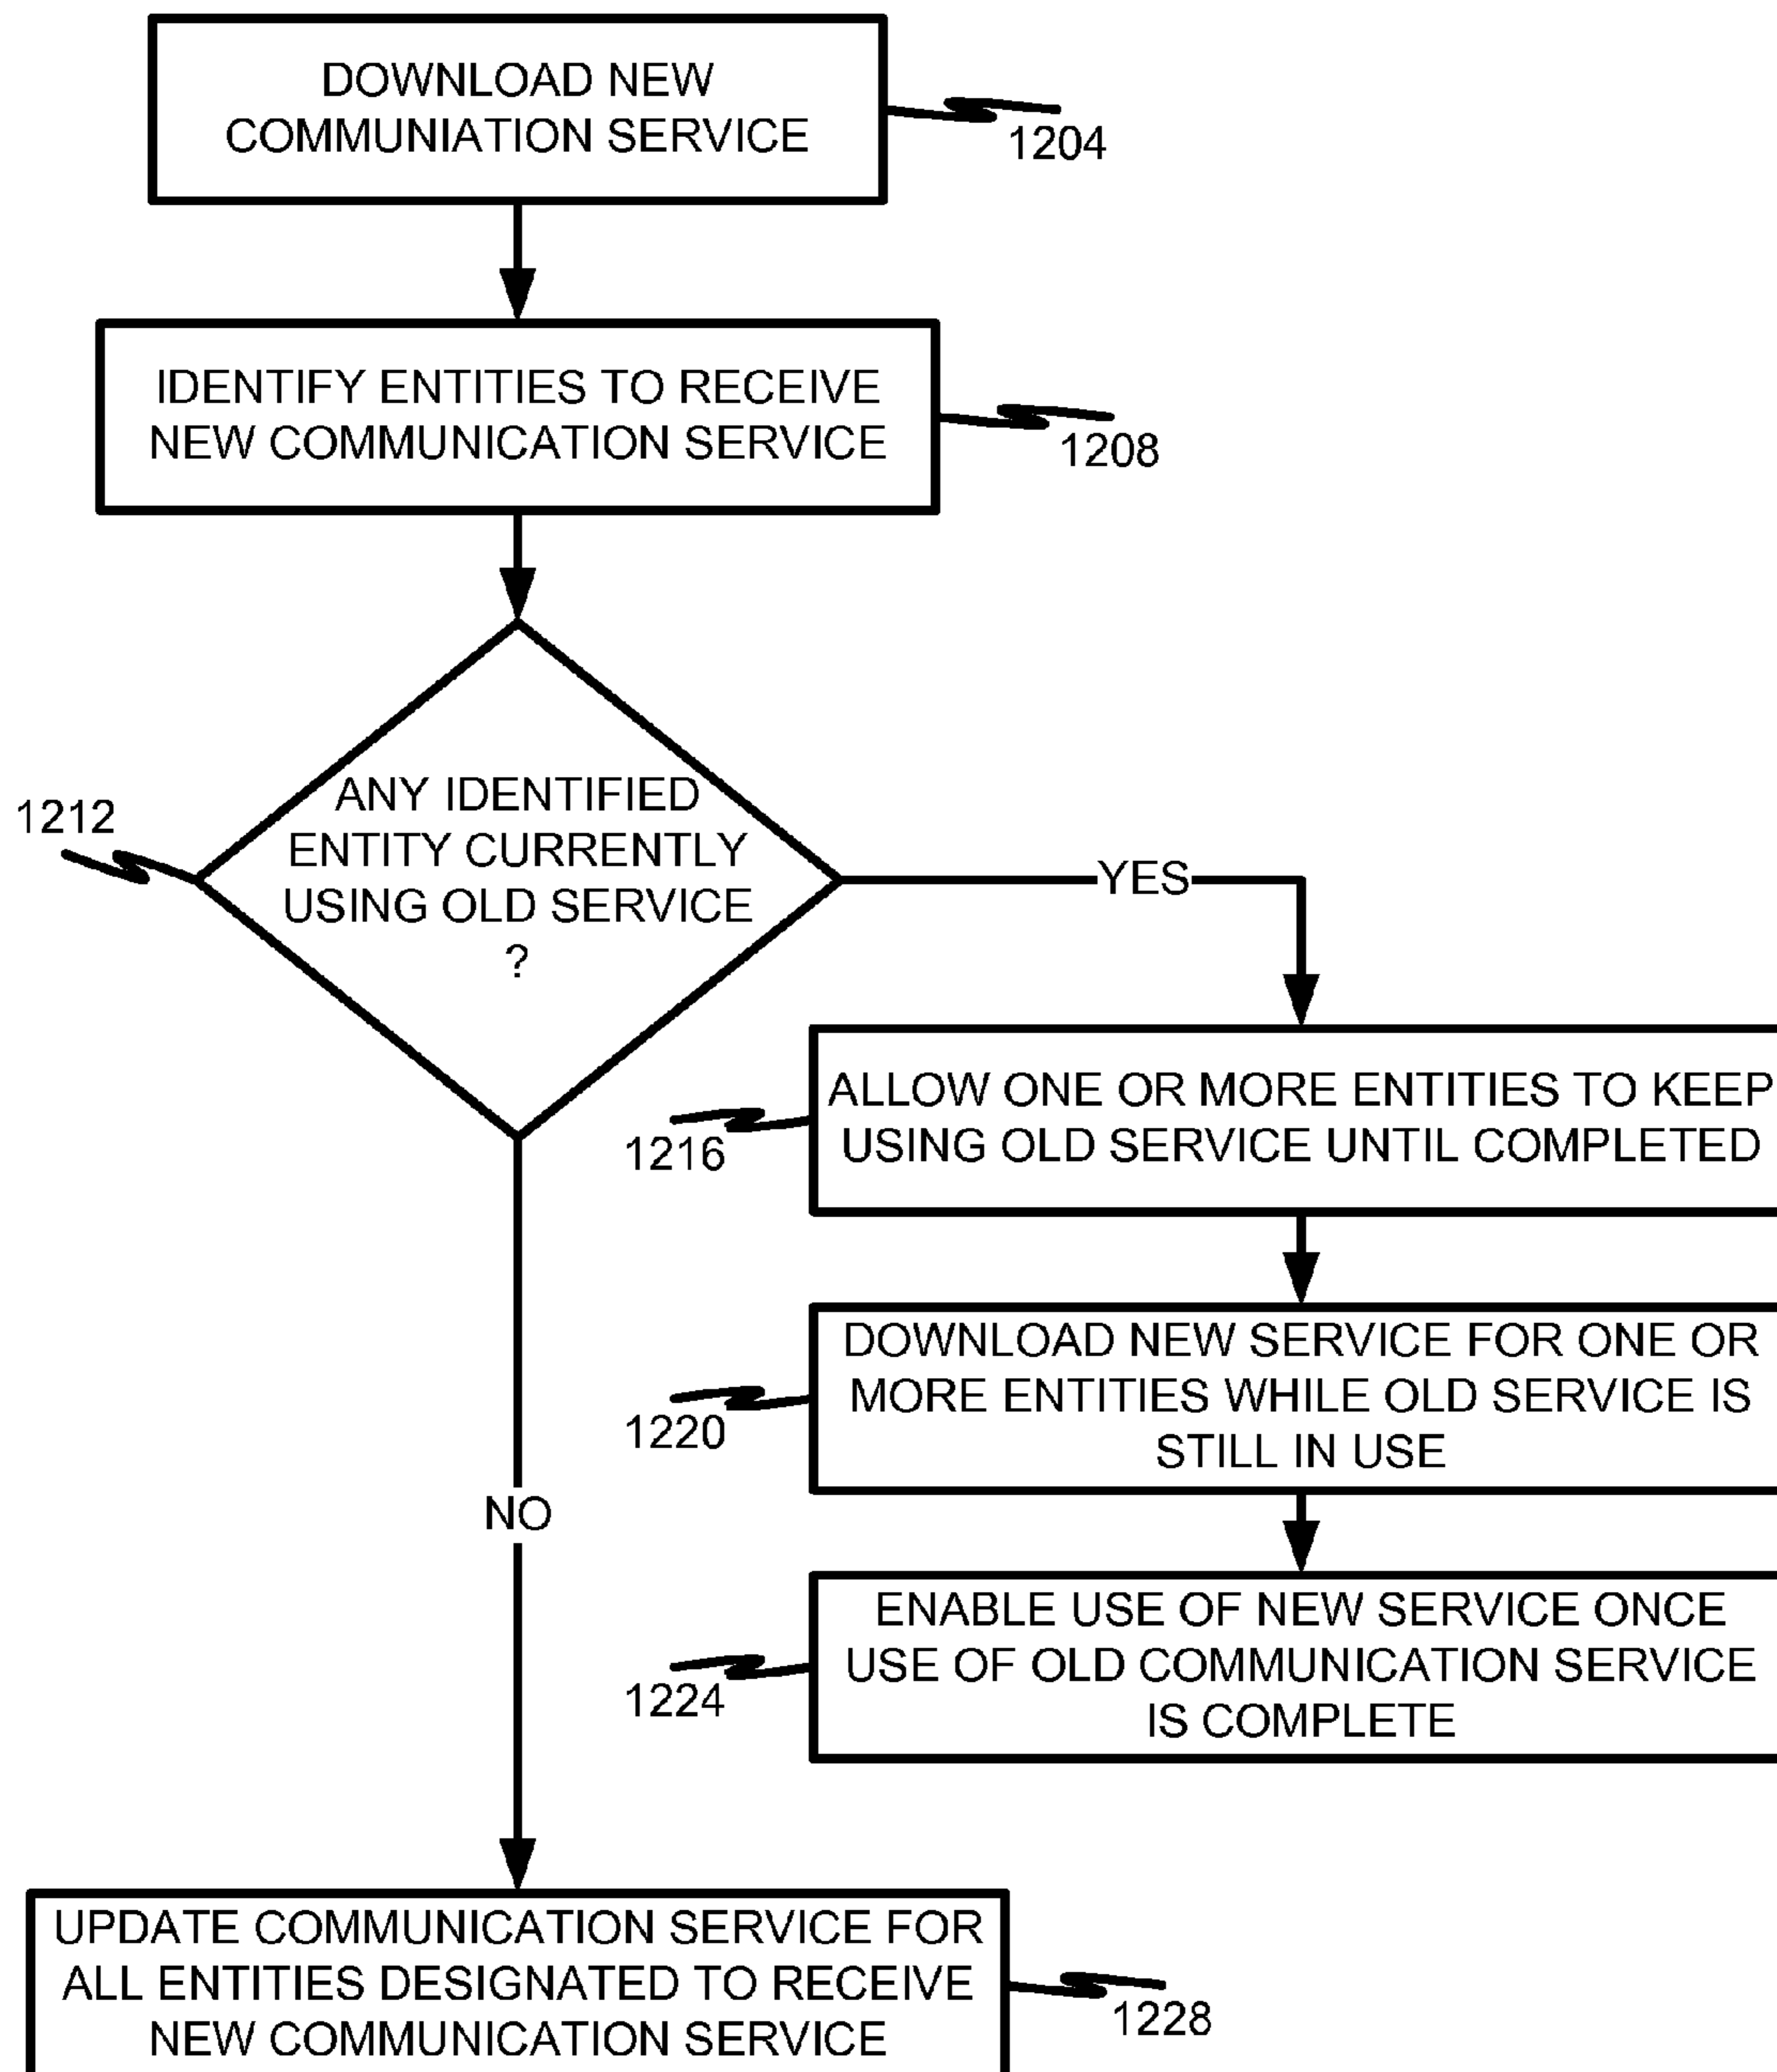 DOWNLOAD NEW
COMMUNIATION SERVICE
1204
IDENTIFY ENTITIES TO RECEIVE
NEW COMMUNICATION SERVICE
1208
1212
ANY IDENTIFIED
ENTITY CURRENTLY
USING OLD SERVICE
?
YES
ALLOW ONE OR MORE ENTITIES TO KEEP
USING OLD SERVICE UNTIL COMPLETED
1216
DOWNLOAD NEW SERVICE FOR ONE OR
MORE ENTITIES WHILE OLD SERVICE IS
STILL IN USE
1220
NO
ENABLE USE OF NEW SERVICE ONCE
USE OF OLD COMMUNICATION SERVICE
IS COMPLETE
1224
UPDATE COMMUNICATION SERVICE FOR
ALL ENTITIES DESIGNATED TO RECEIVE
NEW COMMUNICATION SERVICE
1228